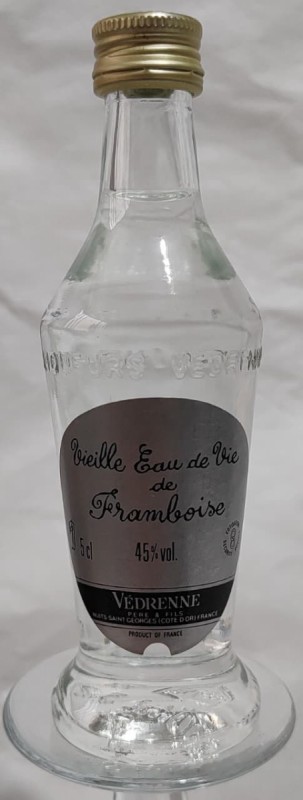 Vieille Eau de Vie
de
Framboise
5 cl 45% vol.
VÉDRENNE
PERE & FILS
NUITS-SAINT GEORGES (COTE D'OR) FRANCE
PRODUCT OF FRANCE